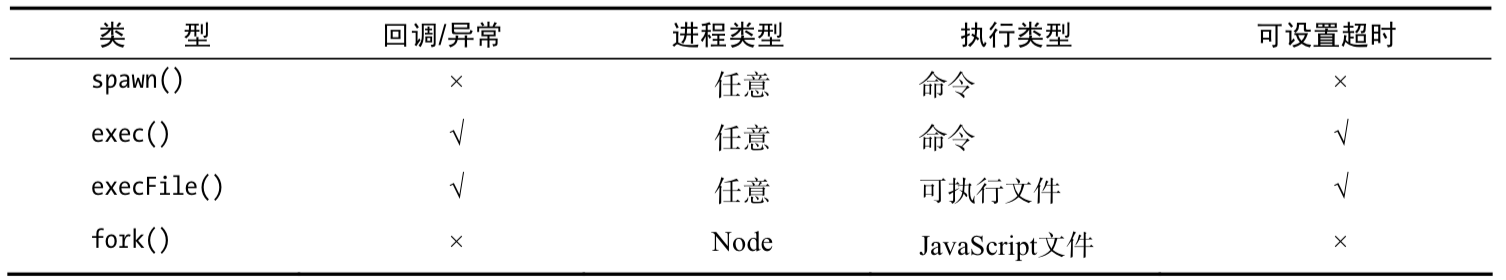 类 型 回调/异常 进程类型 执行类型 可设置超时
spawn() × 任意 命令 ×
exec() √ 任意 命令 √
execFile() √ 任意 可执行文件 √
fork() × Node JavaScript文件 ×